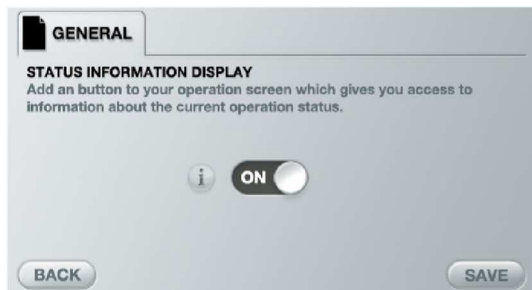 GENERAL
STATUS INFORMATION DISPLAY
Add an button to your operation screen which gives you access to
information about the current operation status.
i ON
BACK SAVE